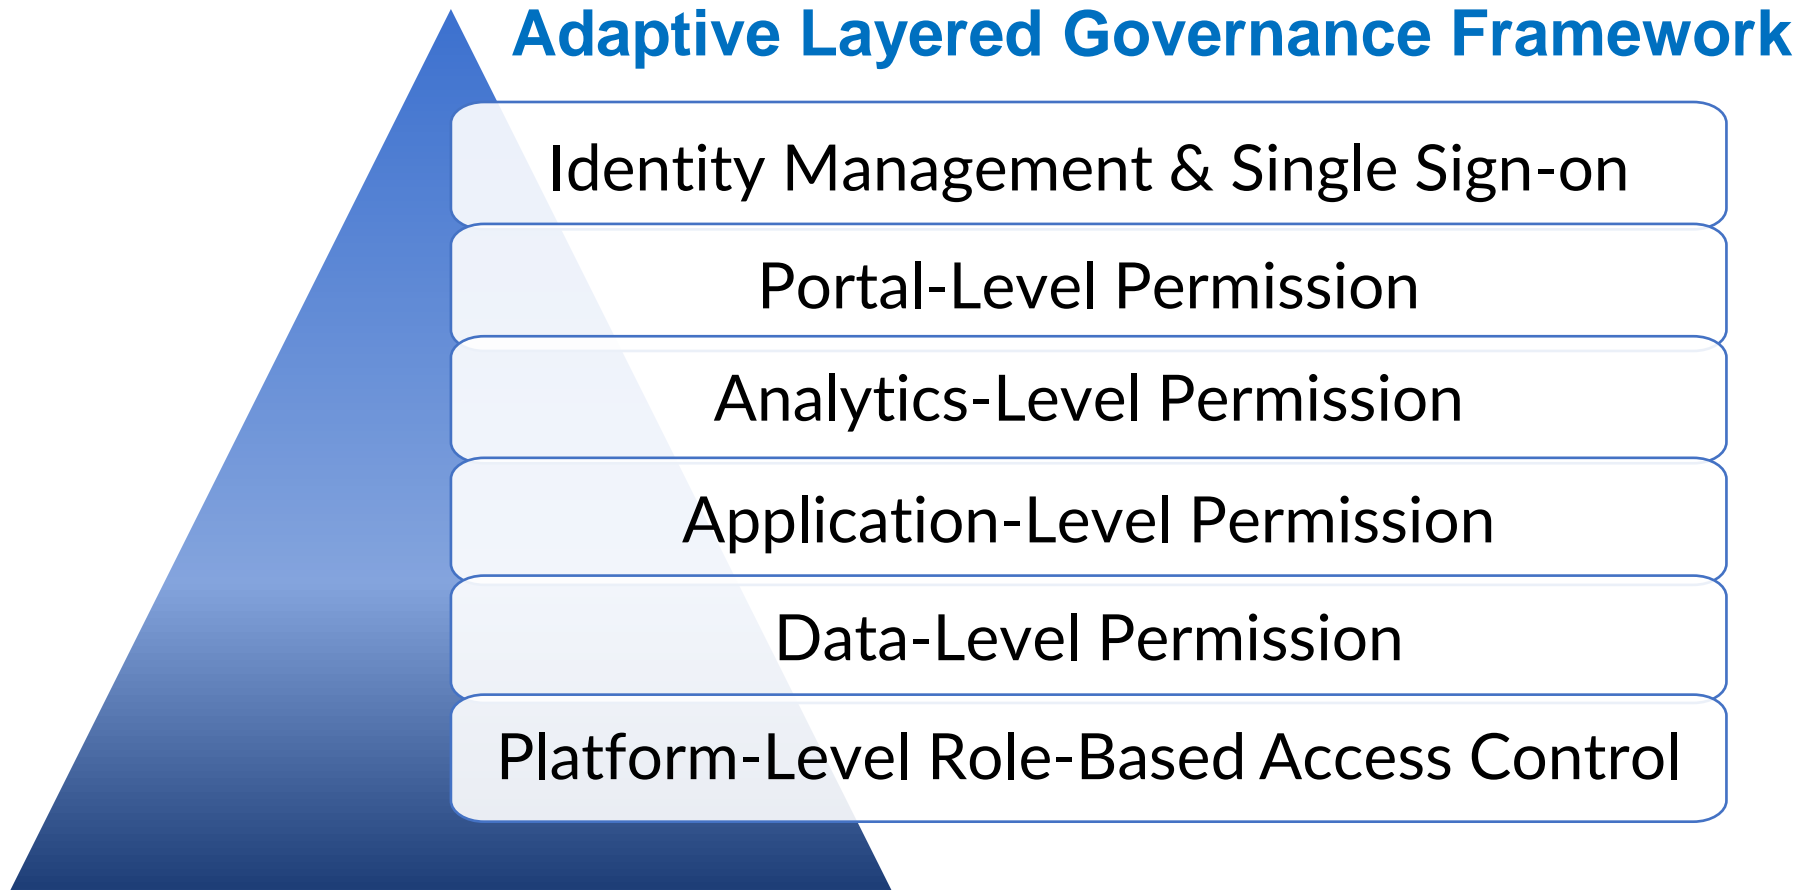 Adaptive Layered Governance Framework
Identity Management & Single Sign-on
Portal-Level Permission
Analytics-Level Permission
Application-Level Permission
Data-Level Permission
Platform-Level Role-Based Access Control